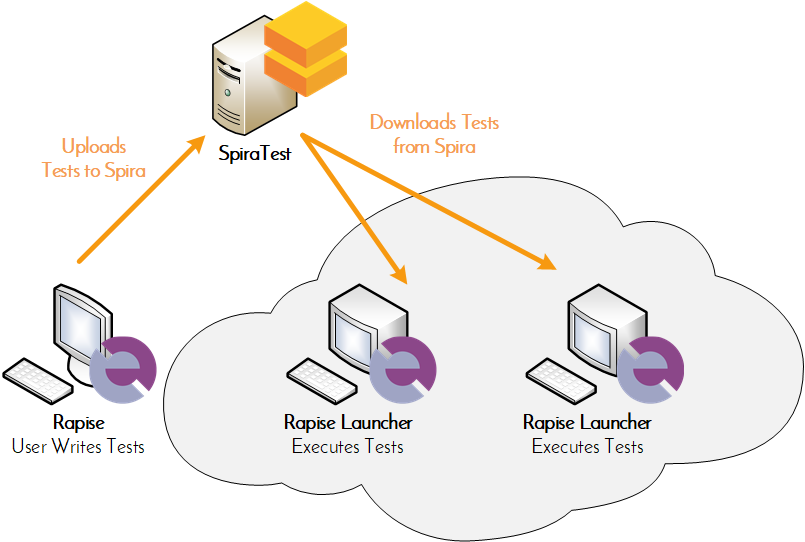 Uploads
Tests to Spira
SpiraTest
Downloads Tests
from Spira
Rapise
User Writes Tests
Rapise Launcher
Executes Tests
Rapise Launcher
Executes Tests